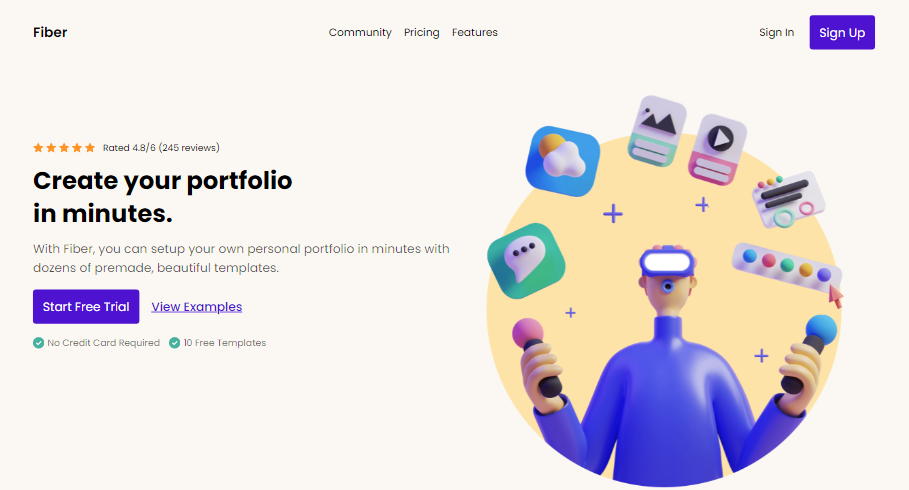 Fiber
Community Pricing Features
Sign In Sign Up
Rated 4.8/6 (245 reviews)
Create your portfolio
in minutes.
With Fiber, you can setup your own personal portfolio in minutes with
dozens of premade, beautiful templates.
Start Free Trial View Examples
No Credit Card Required 10 Free Templates